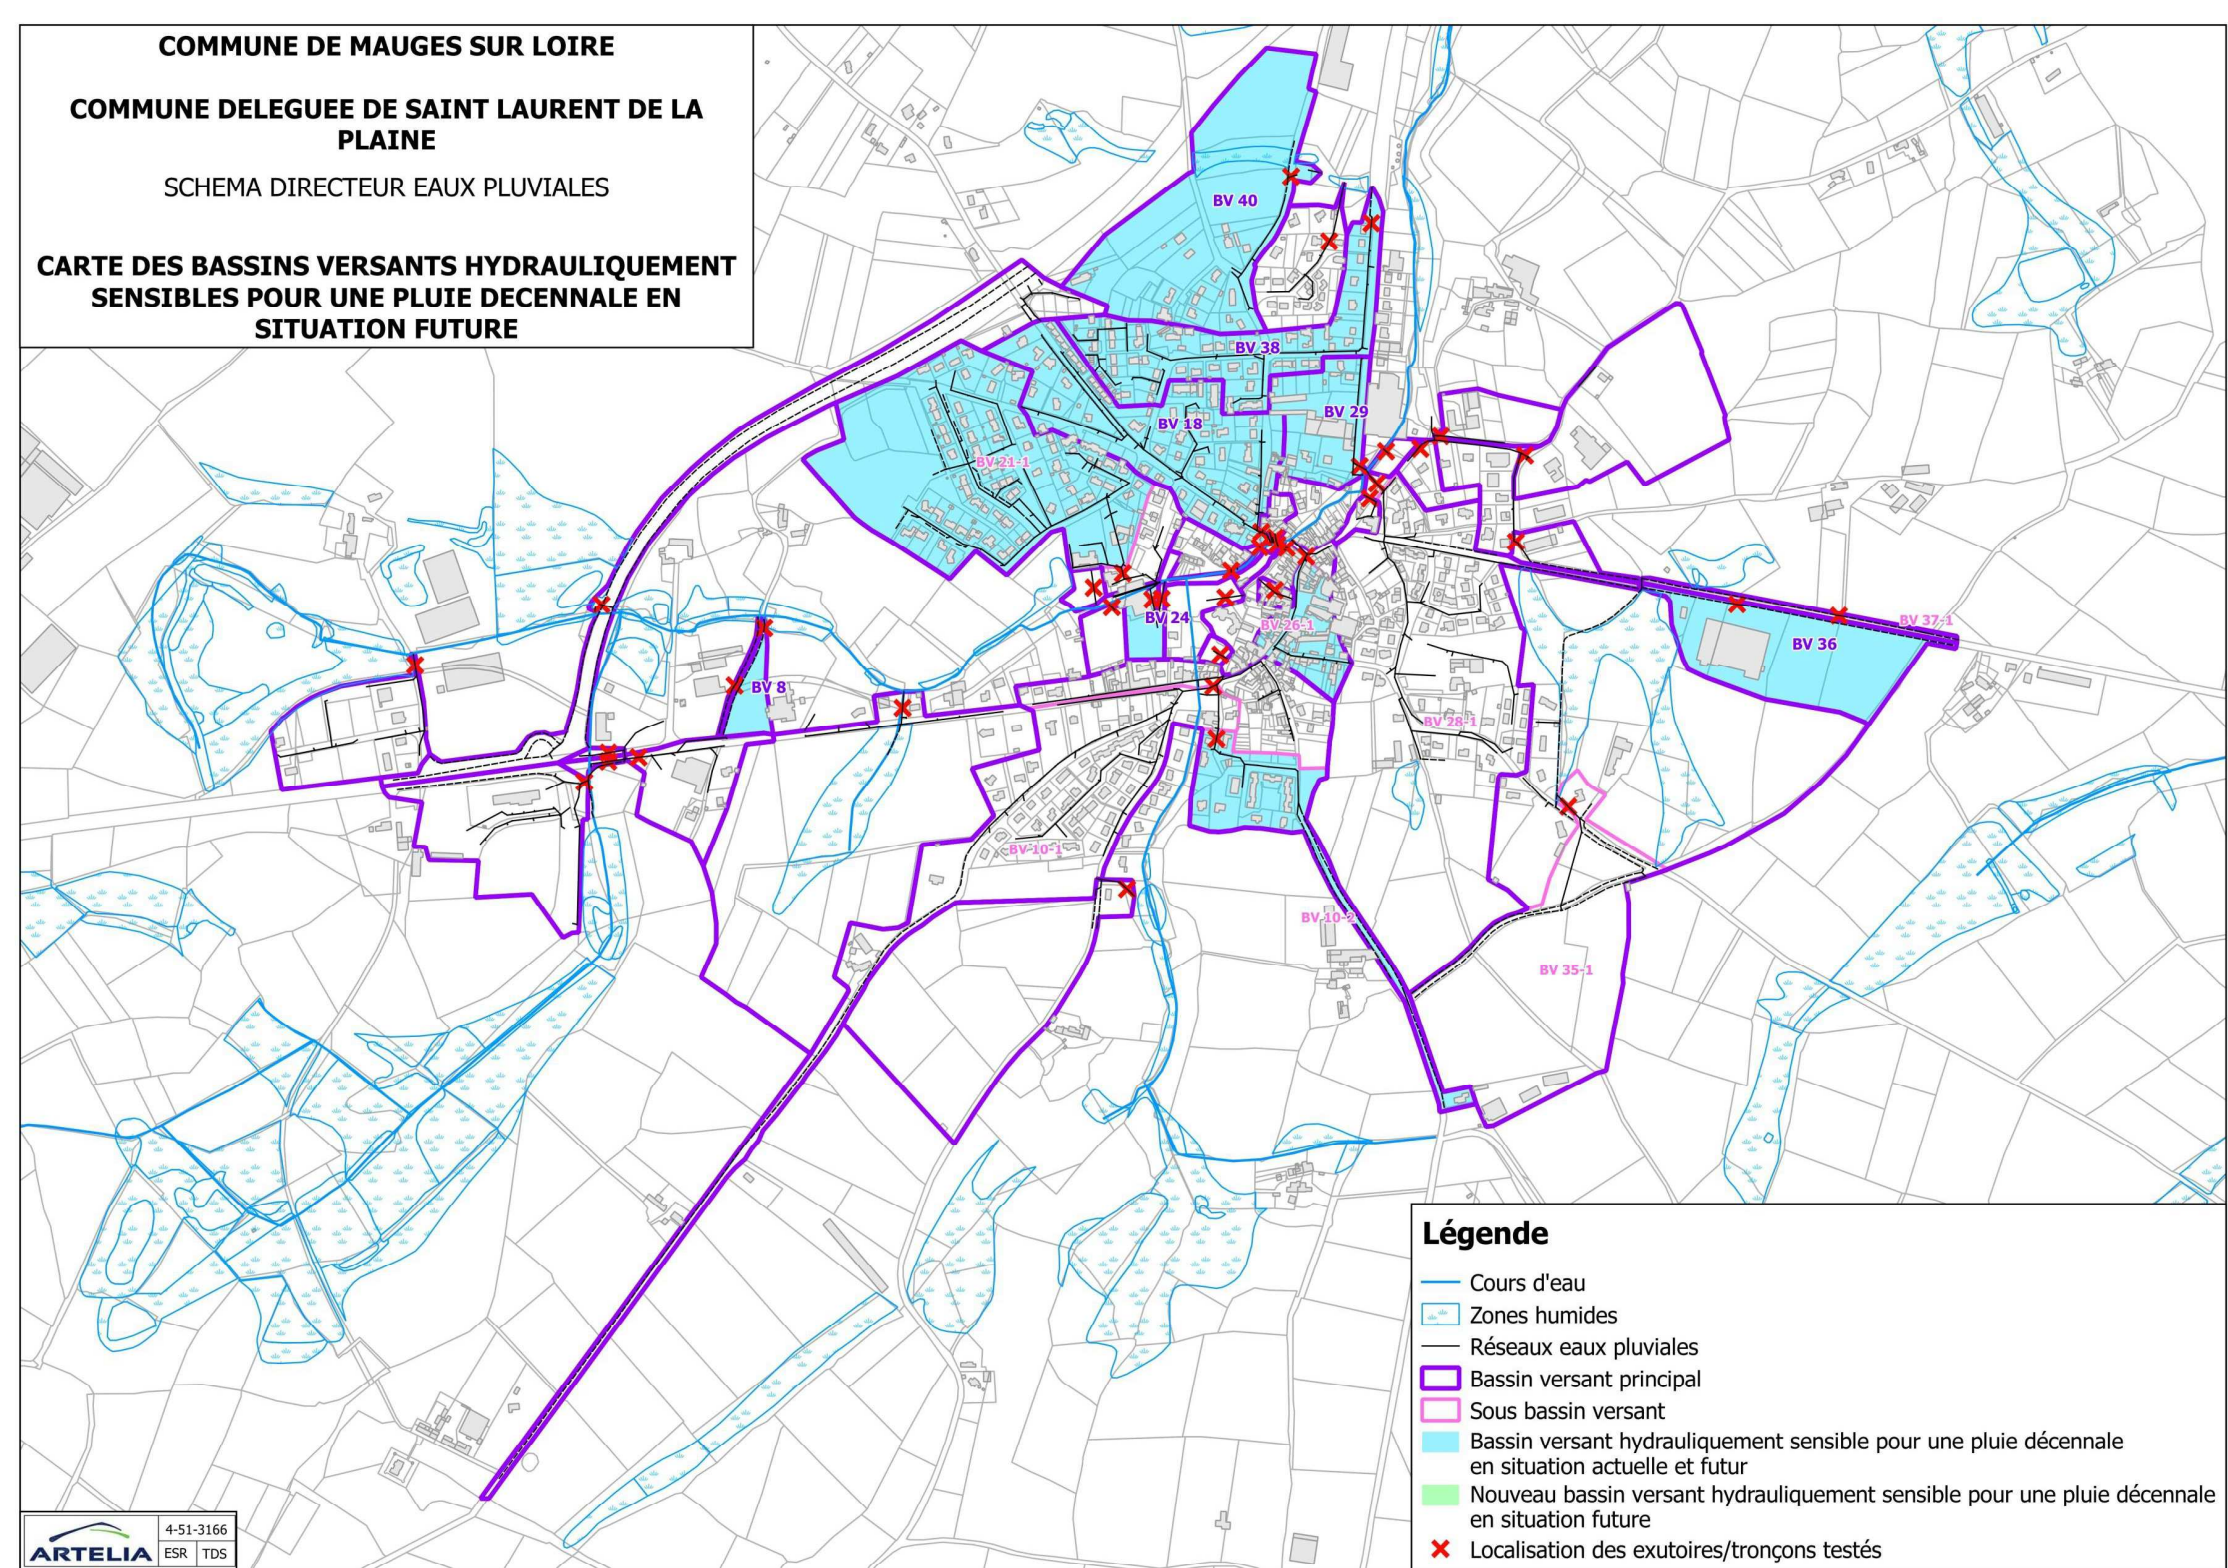 COMMUNE DE MAUGES SUR LOIRE
COMMUNE DELEGUEE DE SAINT LAURENT DE LA
PLAINE
SCHEMA DIRECTEUR EAUX PLUVIALES
CARTE DES BASSINS VERSANTS HYDRAULIQUEMENT
SENSIBLES POUR UNE PLUIE DECENNALE EN
SITUATION FUTURE
BV 40
BV 38
BV 29
BV 18
BV 21-1
BV 24
BV 26-1
BV 37-1
BV 36
BV 8
BV 28-1
BV 10-1
BV 10-2
BV 35-1
Légende
Cours d'eau
Zones humides
Réseaux eaux pluviales
Bassin versant principal
Sous bassin versant
Bassin versant hydrauliquement sensible pour une pluie décennale
en situation actuelle et futur
Nouveau bassin versant hydrauliquement sensible pour une pluie décennale
en situation future
Localisation des exutoires/tronçons testés
ARTELIA
4-51-3166
ESR TDS